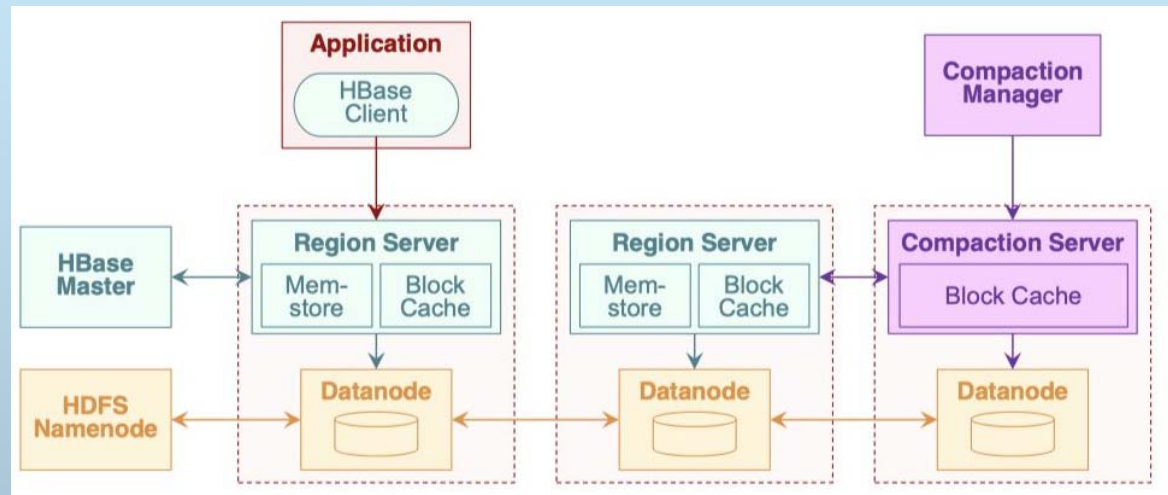 Application
HBase
Client
Compaction
Manager
HBase
Master
Region Server
Mem-
store
Block
Cache
Region Server
Mem-
store
Block
Cache
Compaction Server
Block Cache
HDFS
Namenode
Datanode
Datanode
Datanode